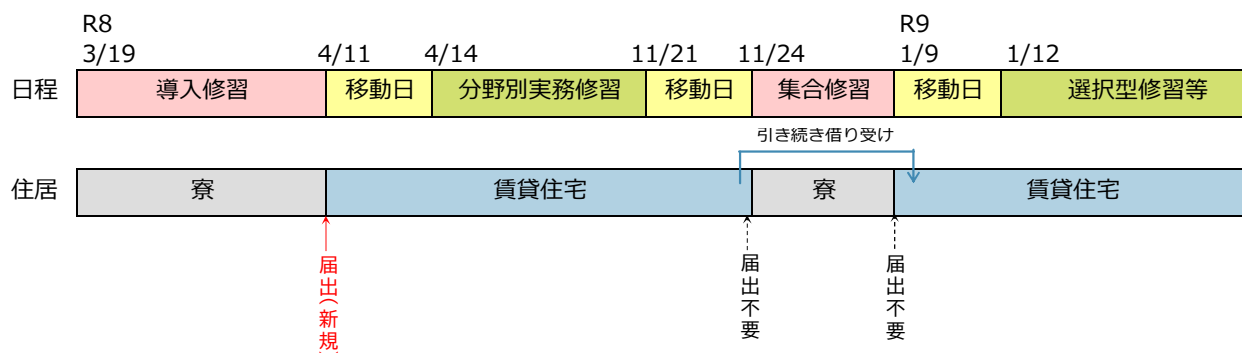 R8
R9
3/19
4/11
4/14
11/21
11/24
1/9
1/12
日程
導入修習
移動日
分野別実務修習
移動日
集合修習
移動日
選択型修習等
引き続き借り受け
住居
寮
賃貸住宅
寮
賃貸住宅
届出(新規
届出不要
届出不要